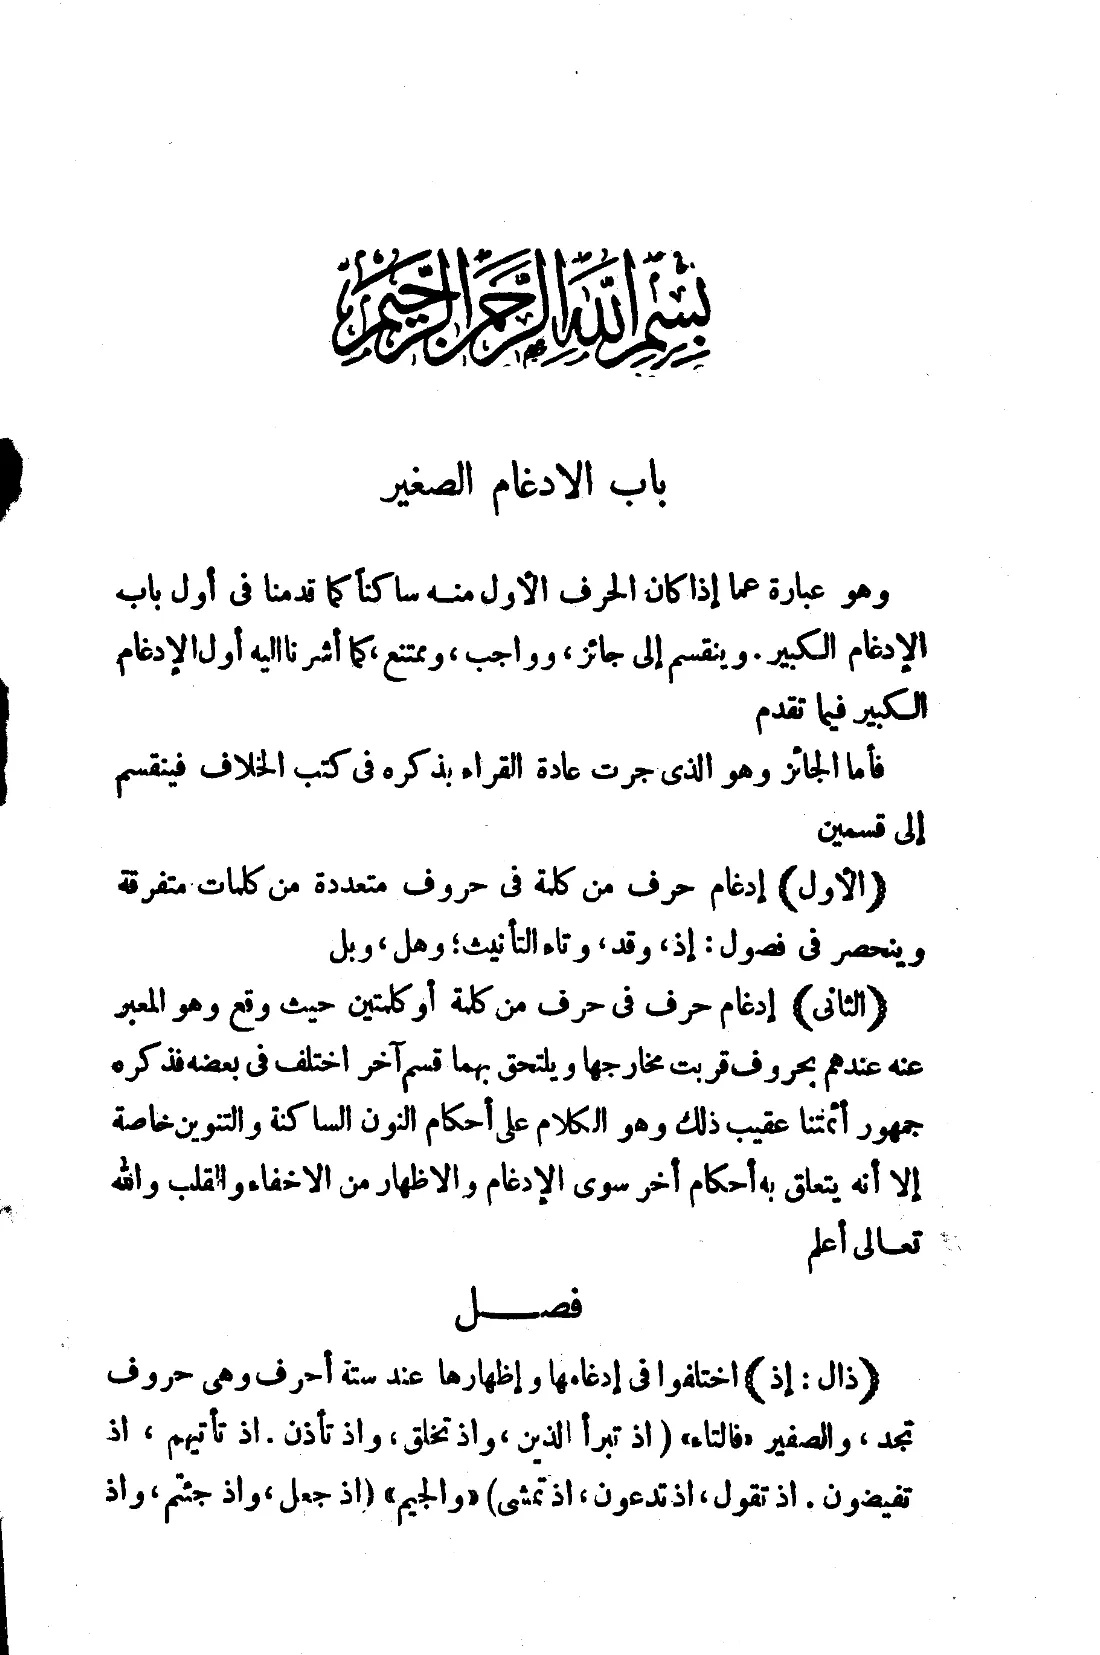 بسم الله الرحمن الرحيم
باب الادغام الصغير
وهو عبارة عما إذا كان الحرف الأول منه ساكناً كما قدمنا فى أول باب
الإدغام الكبير . وينقسم إلى جائز ، وواجب ، وممتنع ، كما أشرنا اليه أول الإدغام
الكبير فيما تقدم
فأما الجائز وهو الذى جرت عادة القراء بذكره فى كتب الخلاف فينقسم
إلى قسمين
(الأول) إدغام حرف من كلمة فى حروف متعددة من كلمات متفرقة
وينحصر فى فصول : إذ ، وقد ، وتاء التأنيث ؛ وهل ، وبل
(الثانى) إدغام حرف فى حرف من كلمة أو كلمتين حيث وقع وهو المعبر
عنه عندهم بحروف قربت مخارجها ويلتحق بهما قسم آخر اختلف فى بعضه فذكره
جمهور أئمتنا عقيب ذلك وهو الكلام على أحكام النون الساكنة والتنوين خاصة
إلا أنه يتعلق به أحكام أخر سوى الإدغام والاظهار من الاخفاء والقلب والله
تعالى أعلم
فصل
(ذال : إذ) اختلفوا فى إدغامها وإظهارها عند ستة أحرف وهى حروف
تجد ، والصفير «فالتاء» ( اذ تبرأ الذين ، واذ تخلق ، واذ تأذن . اذ تأتيهم ، اذ
تفيضون . اذ تقول ، اذ تدعون ، اذ تمشى) «والجيم» (اذ جعل ، واذ جئتم ، واذ